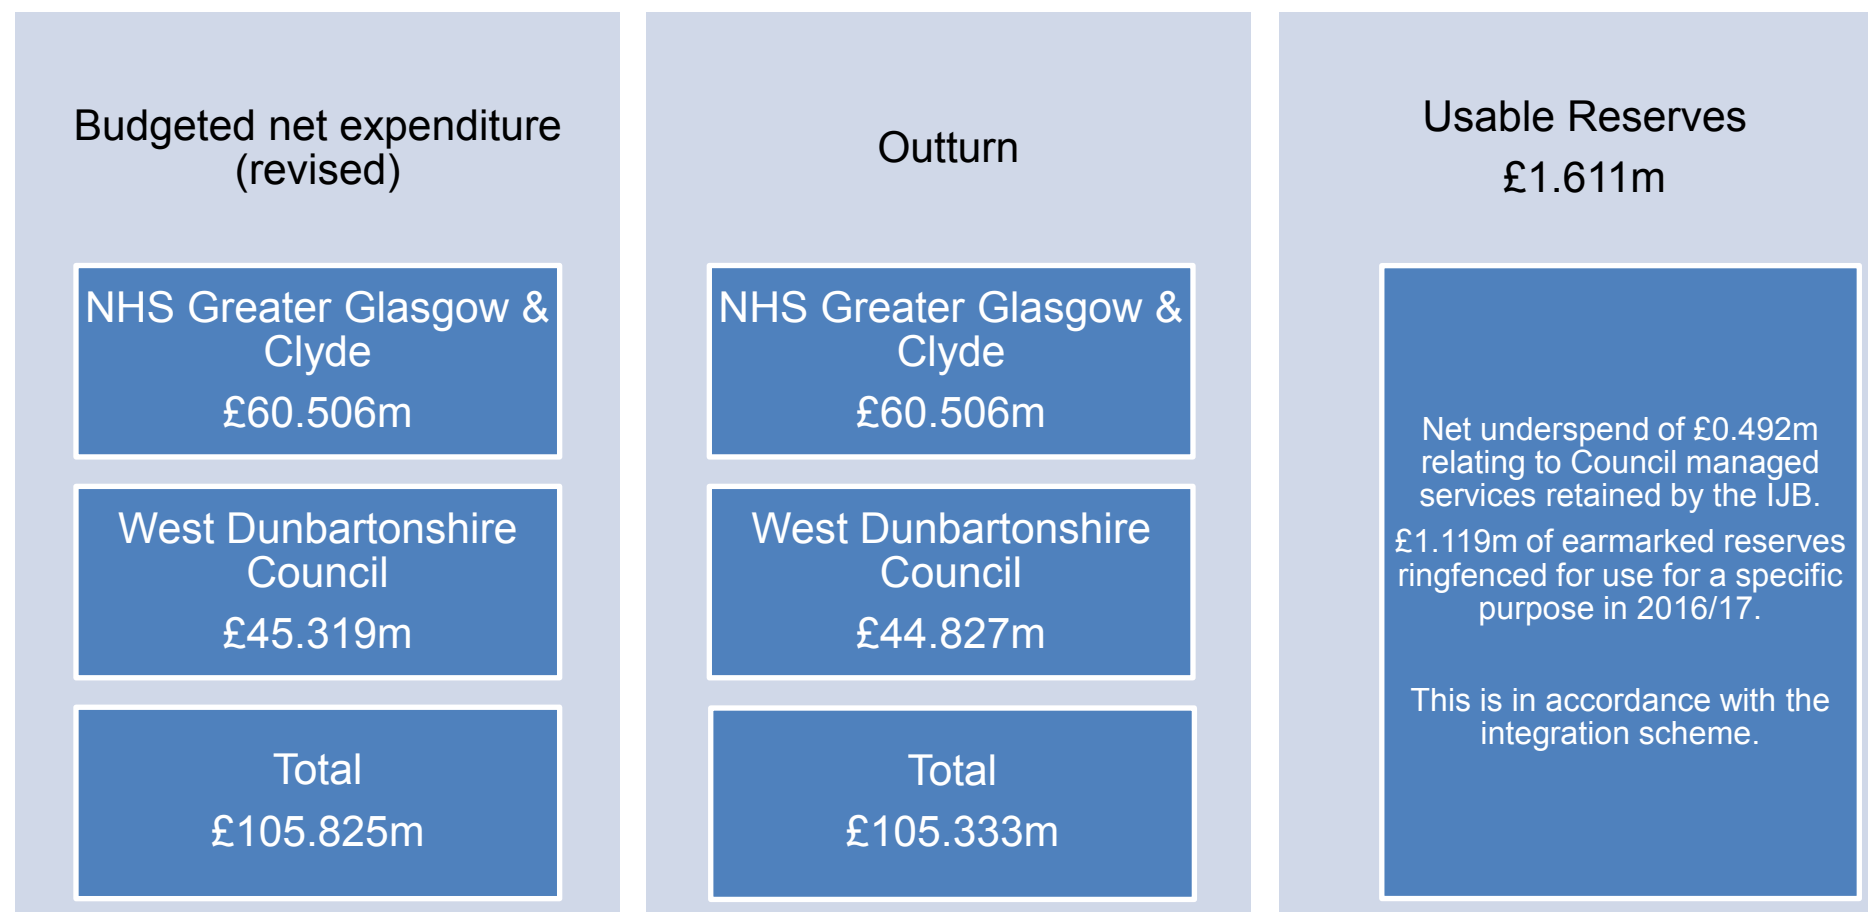 Budgeted net expenditure
(revised)
NHS Greater Glasgow &
Clyde
£60.506m
West Dunbartonshire
Council
£45.319m
Total
£105.825m
Outturn
NHS Greater Glasgow &
Clyde
£60.506m
West Dunbartonshire
Council
£44.827m
Total
£105.333m
Usable Reserves
£1.611m
Net underspend of £0.492m
relating to Council managed
services retained by the IJB.
£1.119m of earmarked reserves
ringfenced for use for a specific
purpose in 2016/17.
This is in accordance with the
integration scheme.